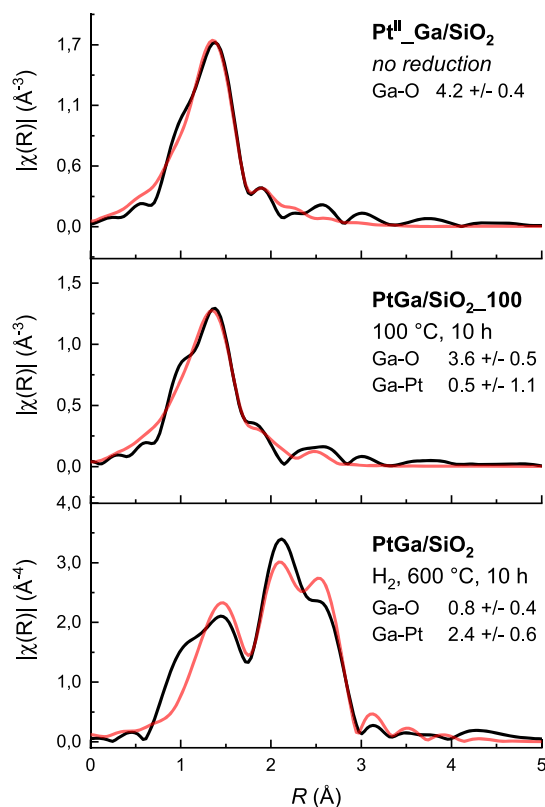 Pt^II_Ga/SiO₂
no reduction
Ga-O 4.2 +/- 0.4
1,7
1,1
0,6
0,0
|χ(R)| (Å⁻³)
PtGa/SiO₂_100
100 °C, 10 h
Ga-O 3.6 +/- 0.5
Ga-Pt 0.5 +/- 1.1
1,5
1,0
0,5
0,0
|χ(R)| (Å⁻³)
PtGa/SiO₂
H₂, 600 °C, 10 h
Ga-O 0.8 +/- 0.4
Ga-Pt 2.4 +/- 0.6
4,0
3,0
2,0
1,0
0,0
|χ(R)| (Å⁻⁴)
0 1 2 3 4 5
R (Å)